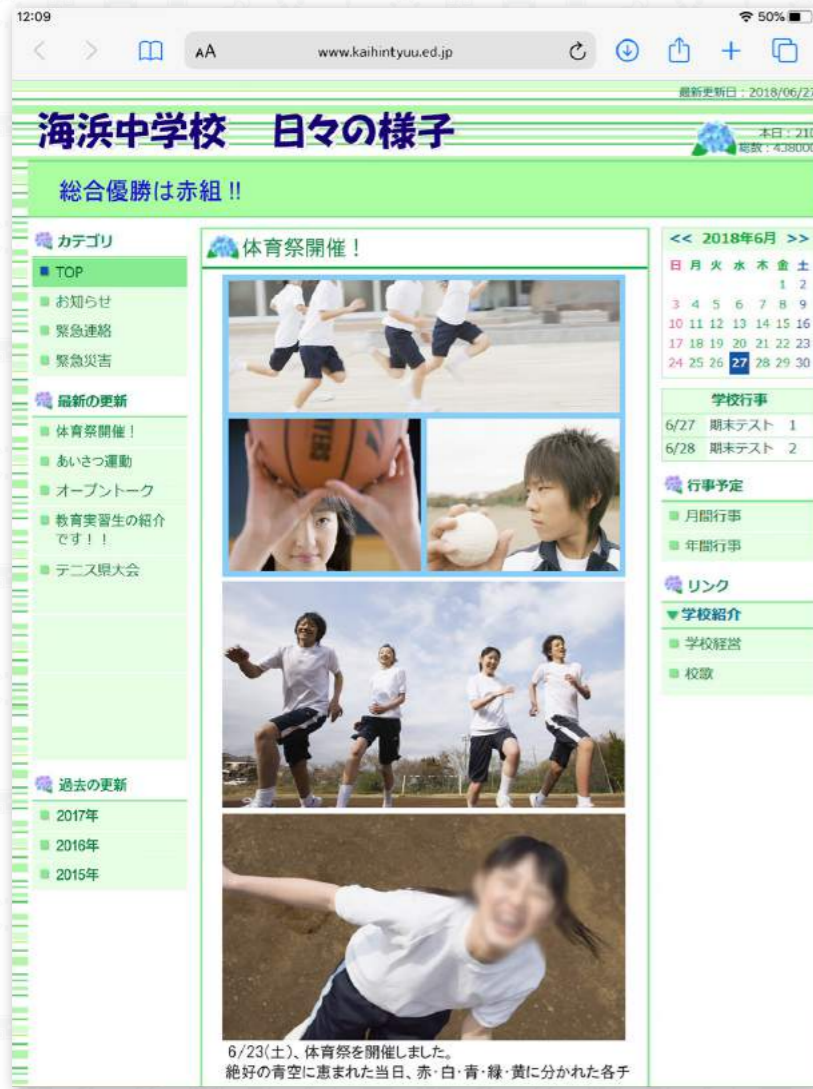 12:09
50%
AA
www.kaihintyuu.ed.jp
最新更新日：2018/06/27
海浜中学校　日々の様子
本日：210
総数：438000
総合優勝は赤組 !!
カテゴリ
TOP
お知らせ
緊急連絡
緊急災害
最新の更新
体育祭開催！
あいさつ運動
オープントーク
教育実習生の紹介
です！！
テニス県大会
過去の更新
2017年
2016年
2015年
体育祭開催！
6/23(土)、体育祭を開催しました。
絶好の青空に恵まれた当日、赤・白・青・緑・黄に分かれた各チ
<< 2018年6月 >>
日 月 火 水 木 金 土
1 2
3 4 5 6 7 8 9
10 11 12 13 14 15 16
17 18 19 20 21 22 23
24 25 26 27 28 29 30
学校行事
6/27 期末テスト 1
6/28 期末テスト 2
行事予定
月間行事
年間行事
リンク
▼学校紹介
学校経営
校歌